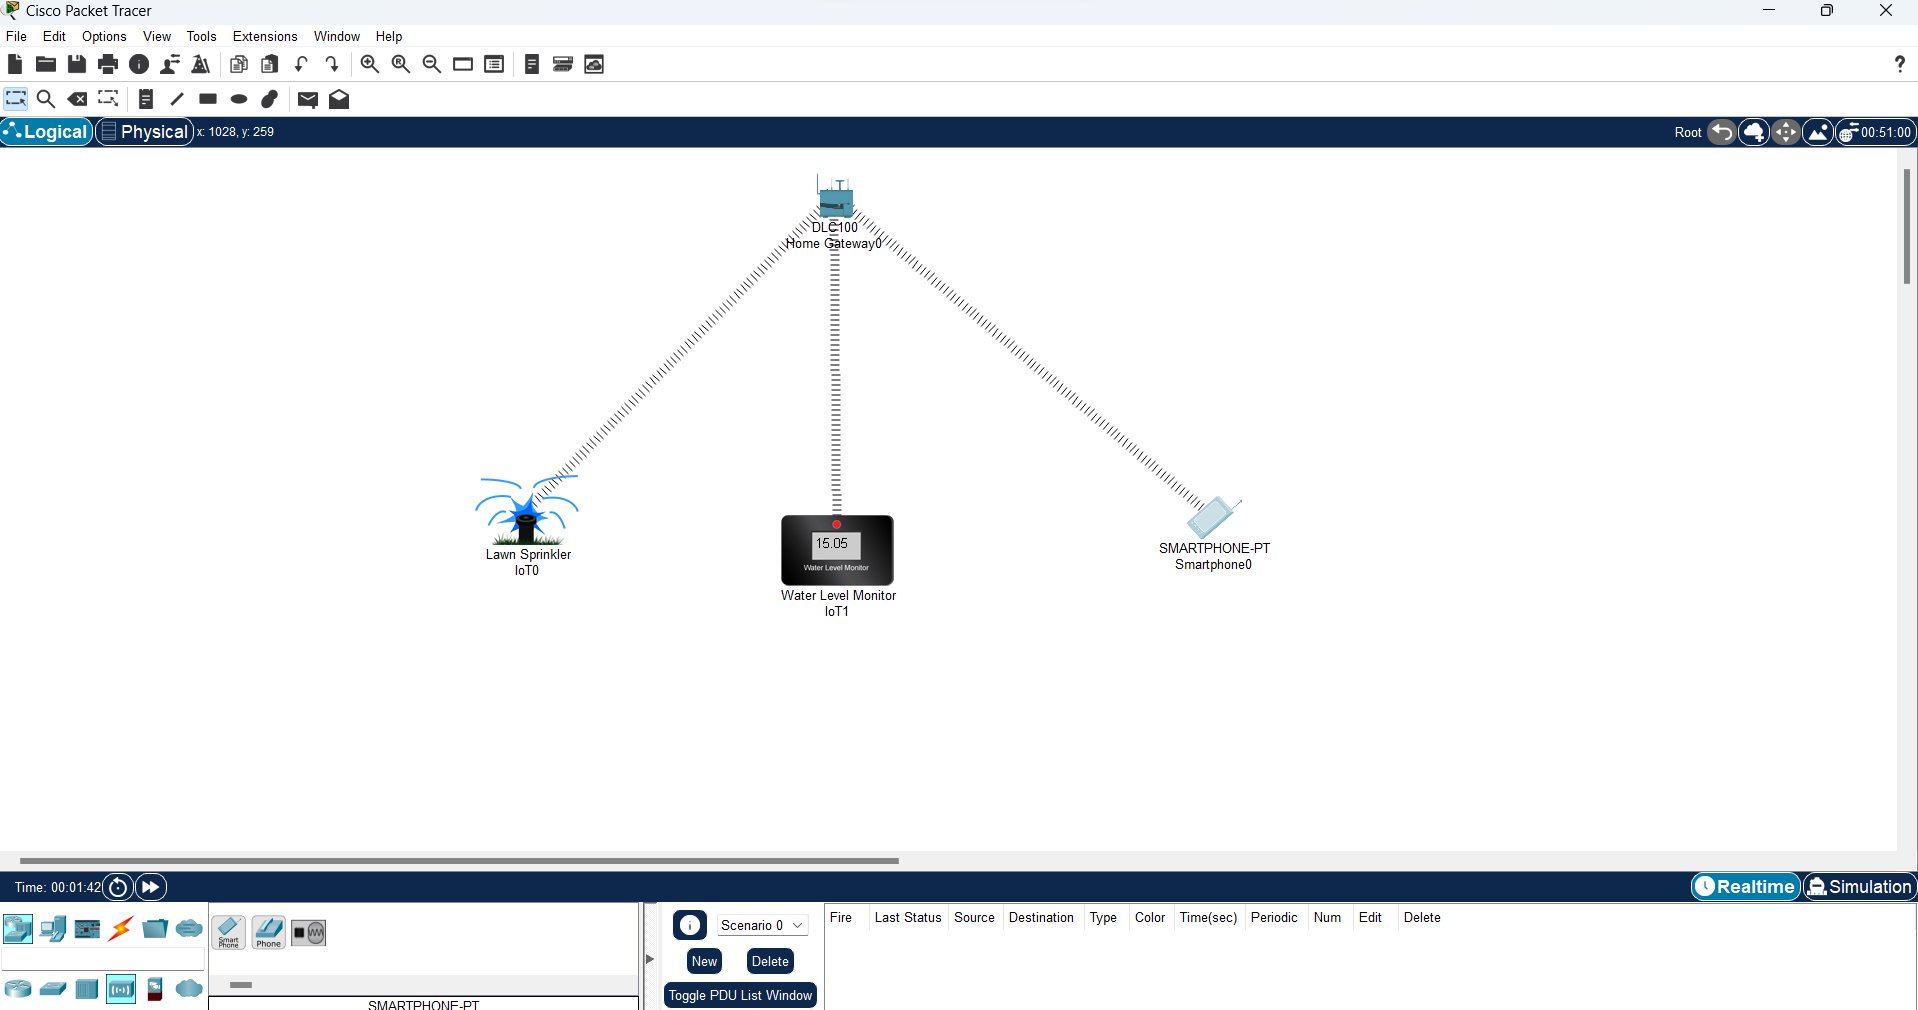 Cisco Packet Tracer
File Edit Options View Tools Extensions Window Help
Logical Physical x: 1028, y: 259 Root 00:51:00
DLC100
Home Gateway0
Lawn Sprinkler
IoT0
15.05
Water Level Monitor
Water Level Monitor
IoT1
SMARTPHONE-PT
Smartphone0
Time: 00:01:42 Realtime Simulation
Smart
Phone
Phone
SMARTPHONE-PT
Scenario 0
New Delete
Toggle PDU List Window
Fire Last Status Source Destination Type Color Time(sec) Periodic Num Edit Delete